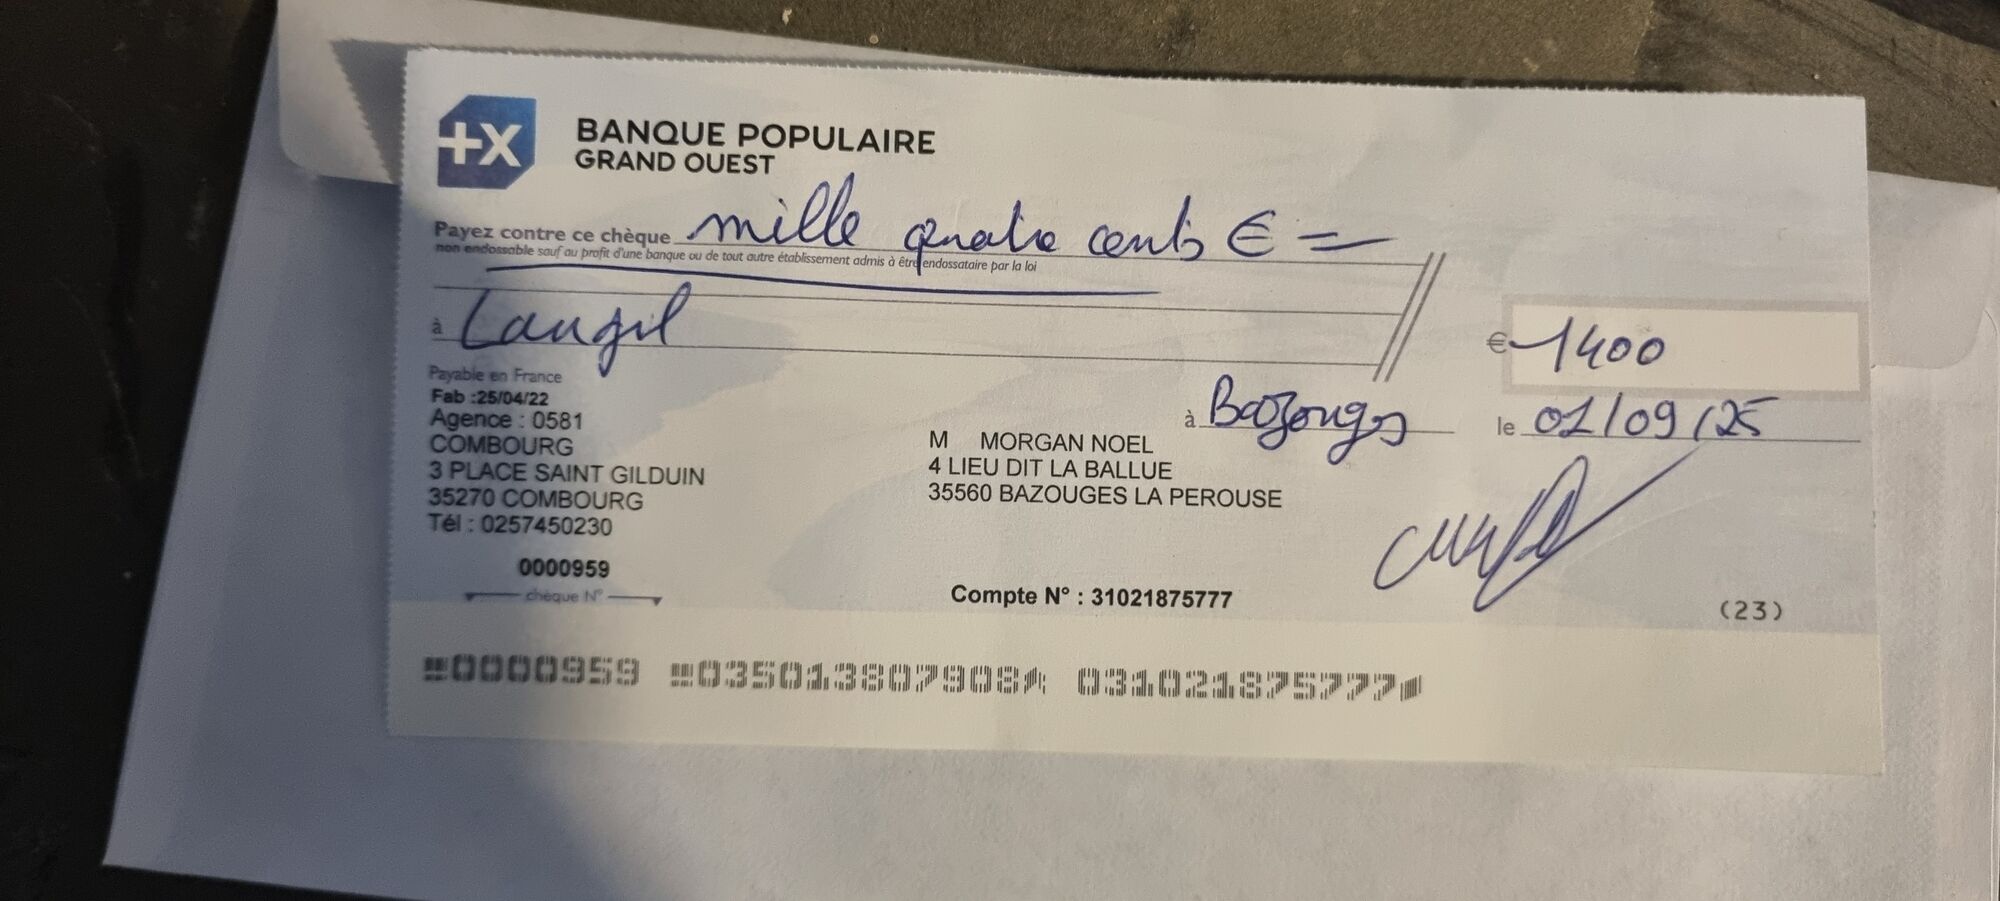 +X
BANQUE POPULAIRE
GRAND OUEST
Payez contre ce chèque mille quatre cents € =
non endossable sauf au profit d'une banque ou de tout autre établissement admis à être endossataire par la loi
à Langil
€ 1400
Payable en France
Fab :25/04/22
Agence : 0581
COMBOURG
3 PLACE SAINT GILDUIN
35270 COMBOURG
Tél : 0257450230
à Bazouges le 01/09/25
M MORGAN NOEL
4 LIEU DIT LA BALLUE
35560 BAZOUGES LA PEROUSE
0000959
chèque N°
Compte N° : 31021875777
(23)
0000959 035013807908 031021875777